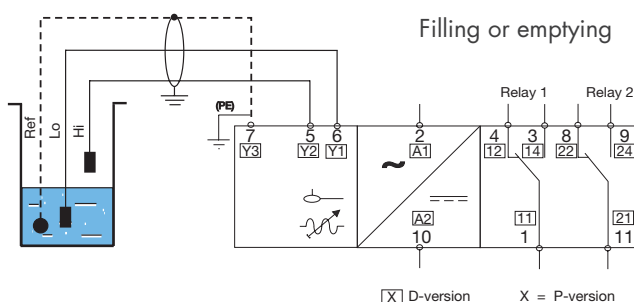 Filling or emptying
Relay 1 Relay 2
Ref
Lo
Hi
(PE)
7 5 6 2 4 3 8 9
Y3 Y2 Y1 A1 12 14 22 24
~
A2 11 21
10 1 11
X D-version X = P-version